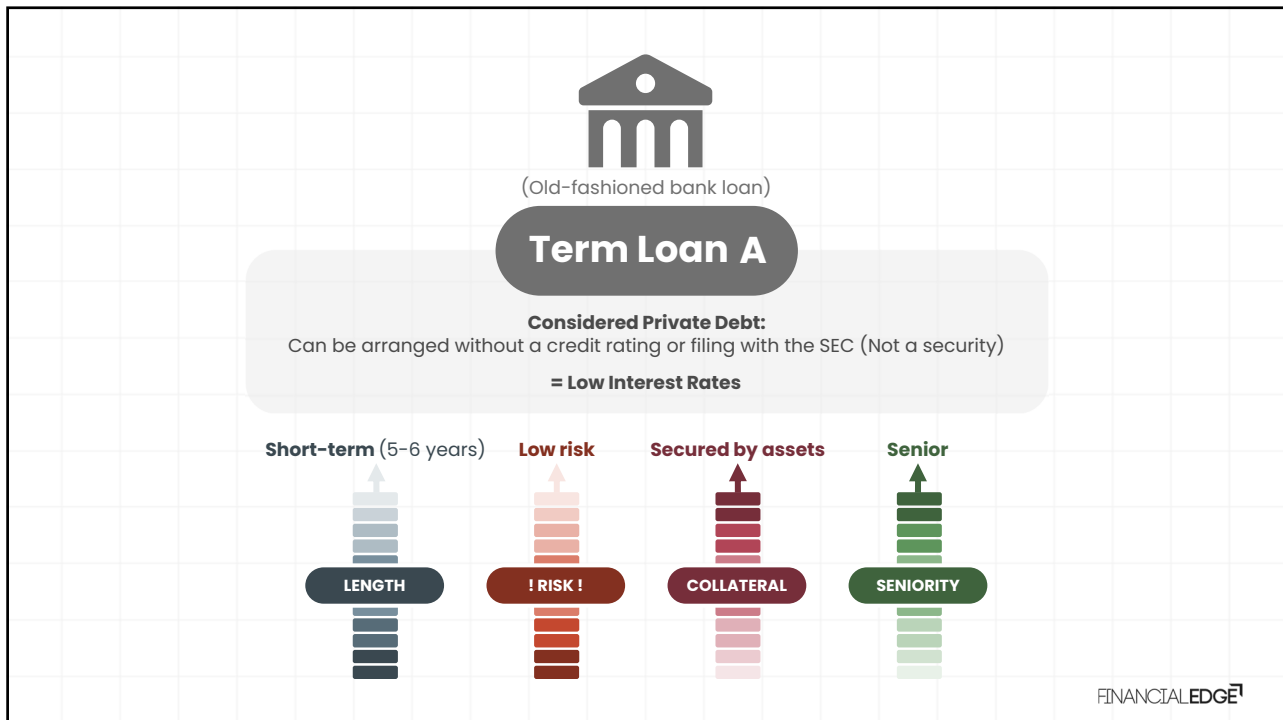 (Old-fashioned bank loan)
Term Loan A
Considered Private Debt:
Can be arranged without a credit rating or filing with the SEC (Not a security)
= Low Interest Rates
Short-term (5-6 years)
Low risk
Secured by assets
Senior
LENGTH
! RISK !
COLLATERAL
SENIORITY
FINANCIALEDGE